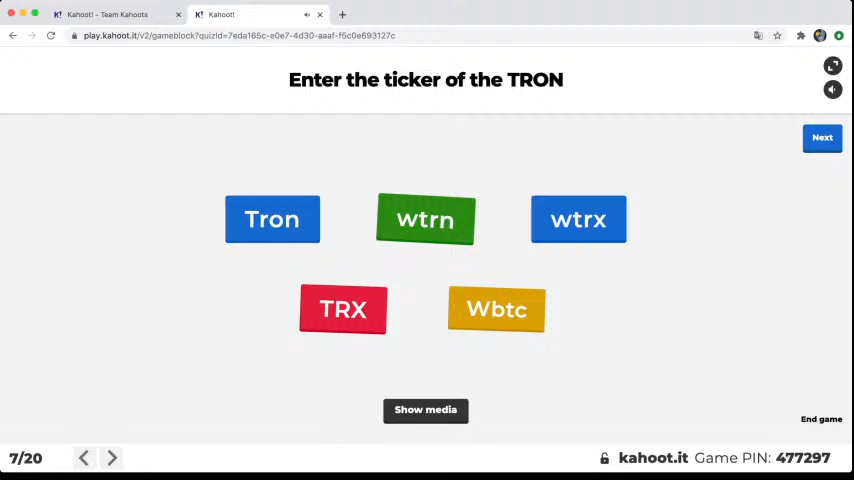 K! Kahoot! - Team Kahoots
K! Kahoot!
play.kahoot.it/v2/gameblock?quizId=7eda165c-e0e7-4d30-aaaf-f5c0e693127c
Enter the ticker of the TRON
Next
Tron wtrn wtrx
TRX Wbtc
Show media
End game
7/20
kahoot.it Game PIN: 477297